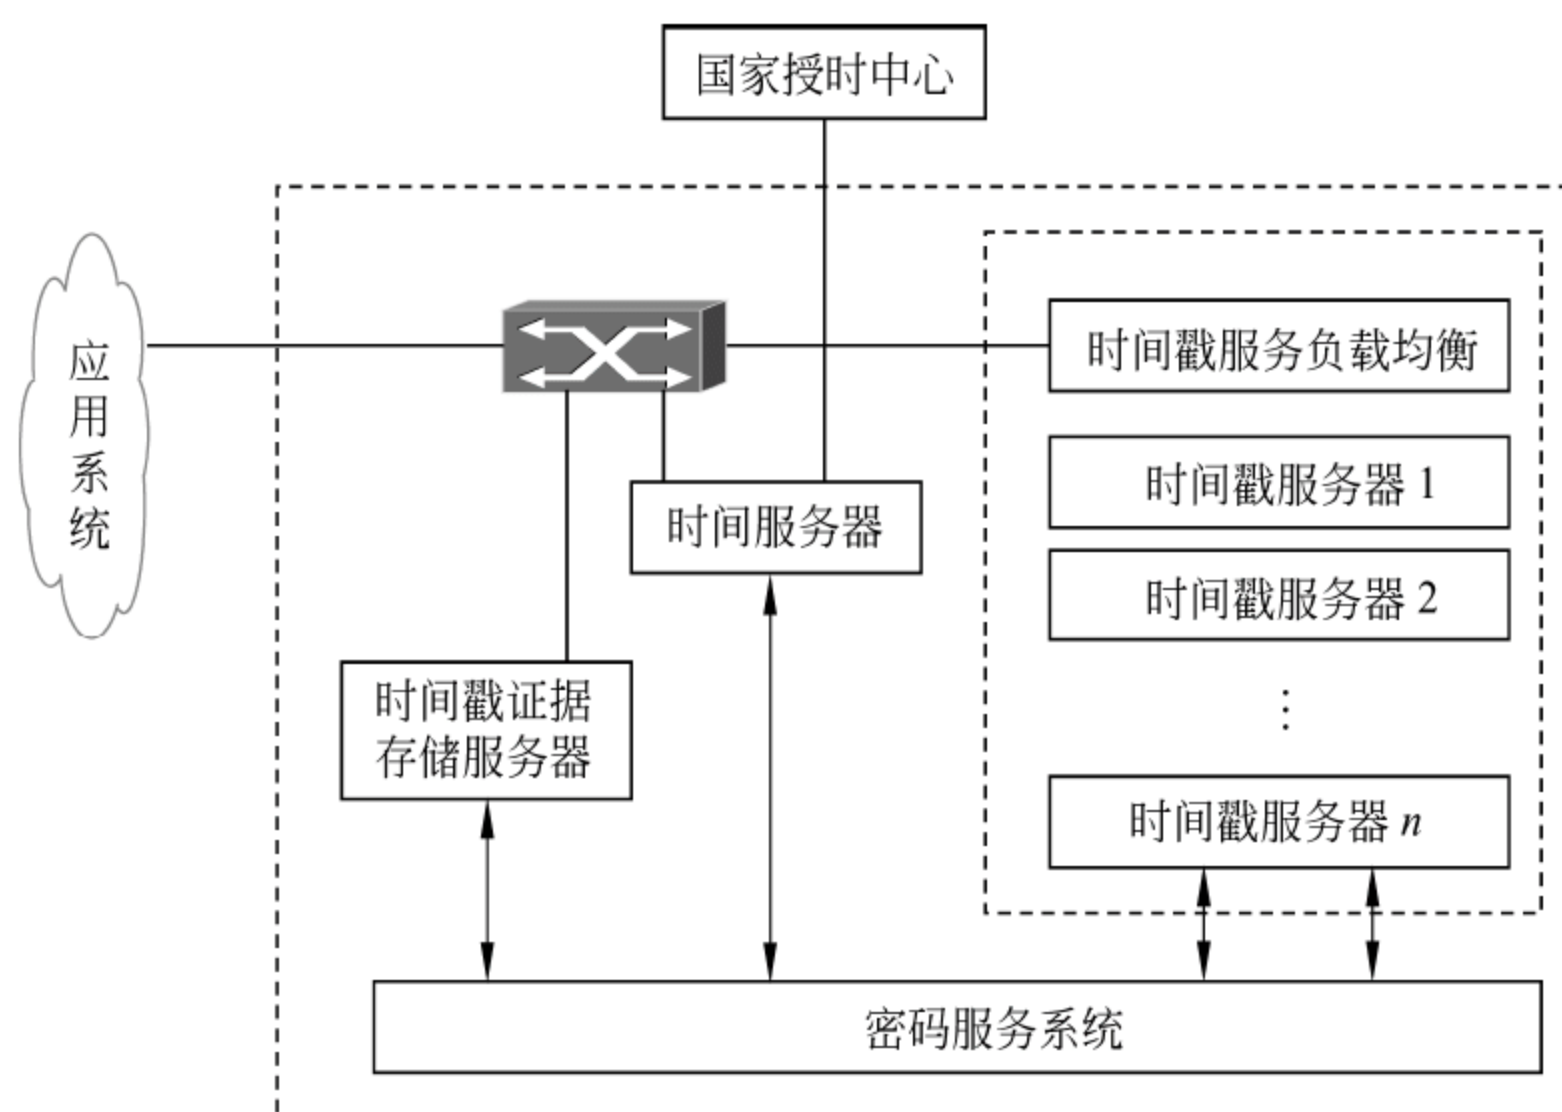 国家授时中心
应用系统
时间戳服务负载均衡
时间戳服务器 1
时间服务器
时间戳服务器 2
时间戳证据
存储服务器
⋮
时间戳服务器 n
密码服务系统